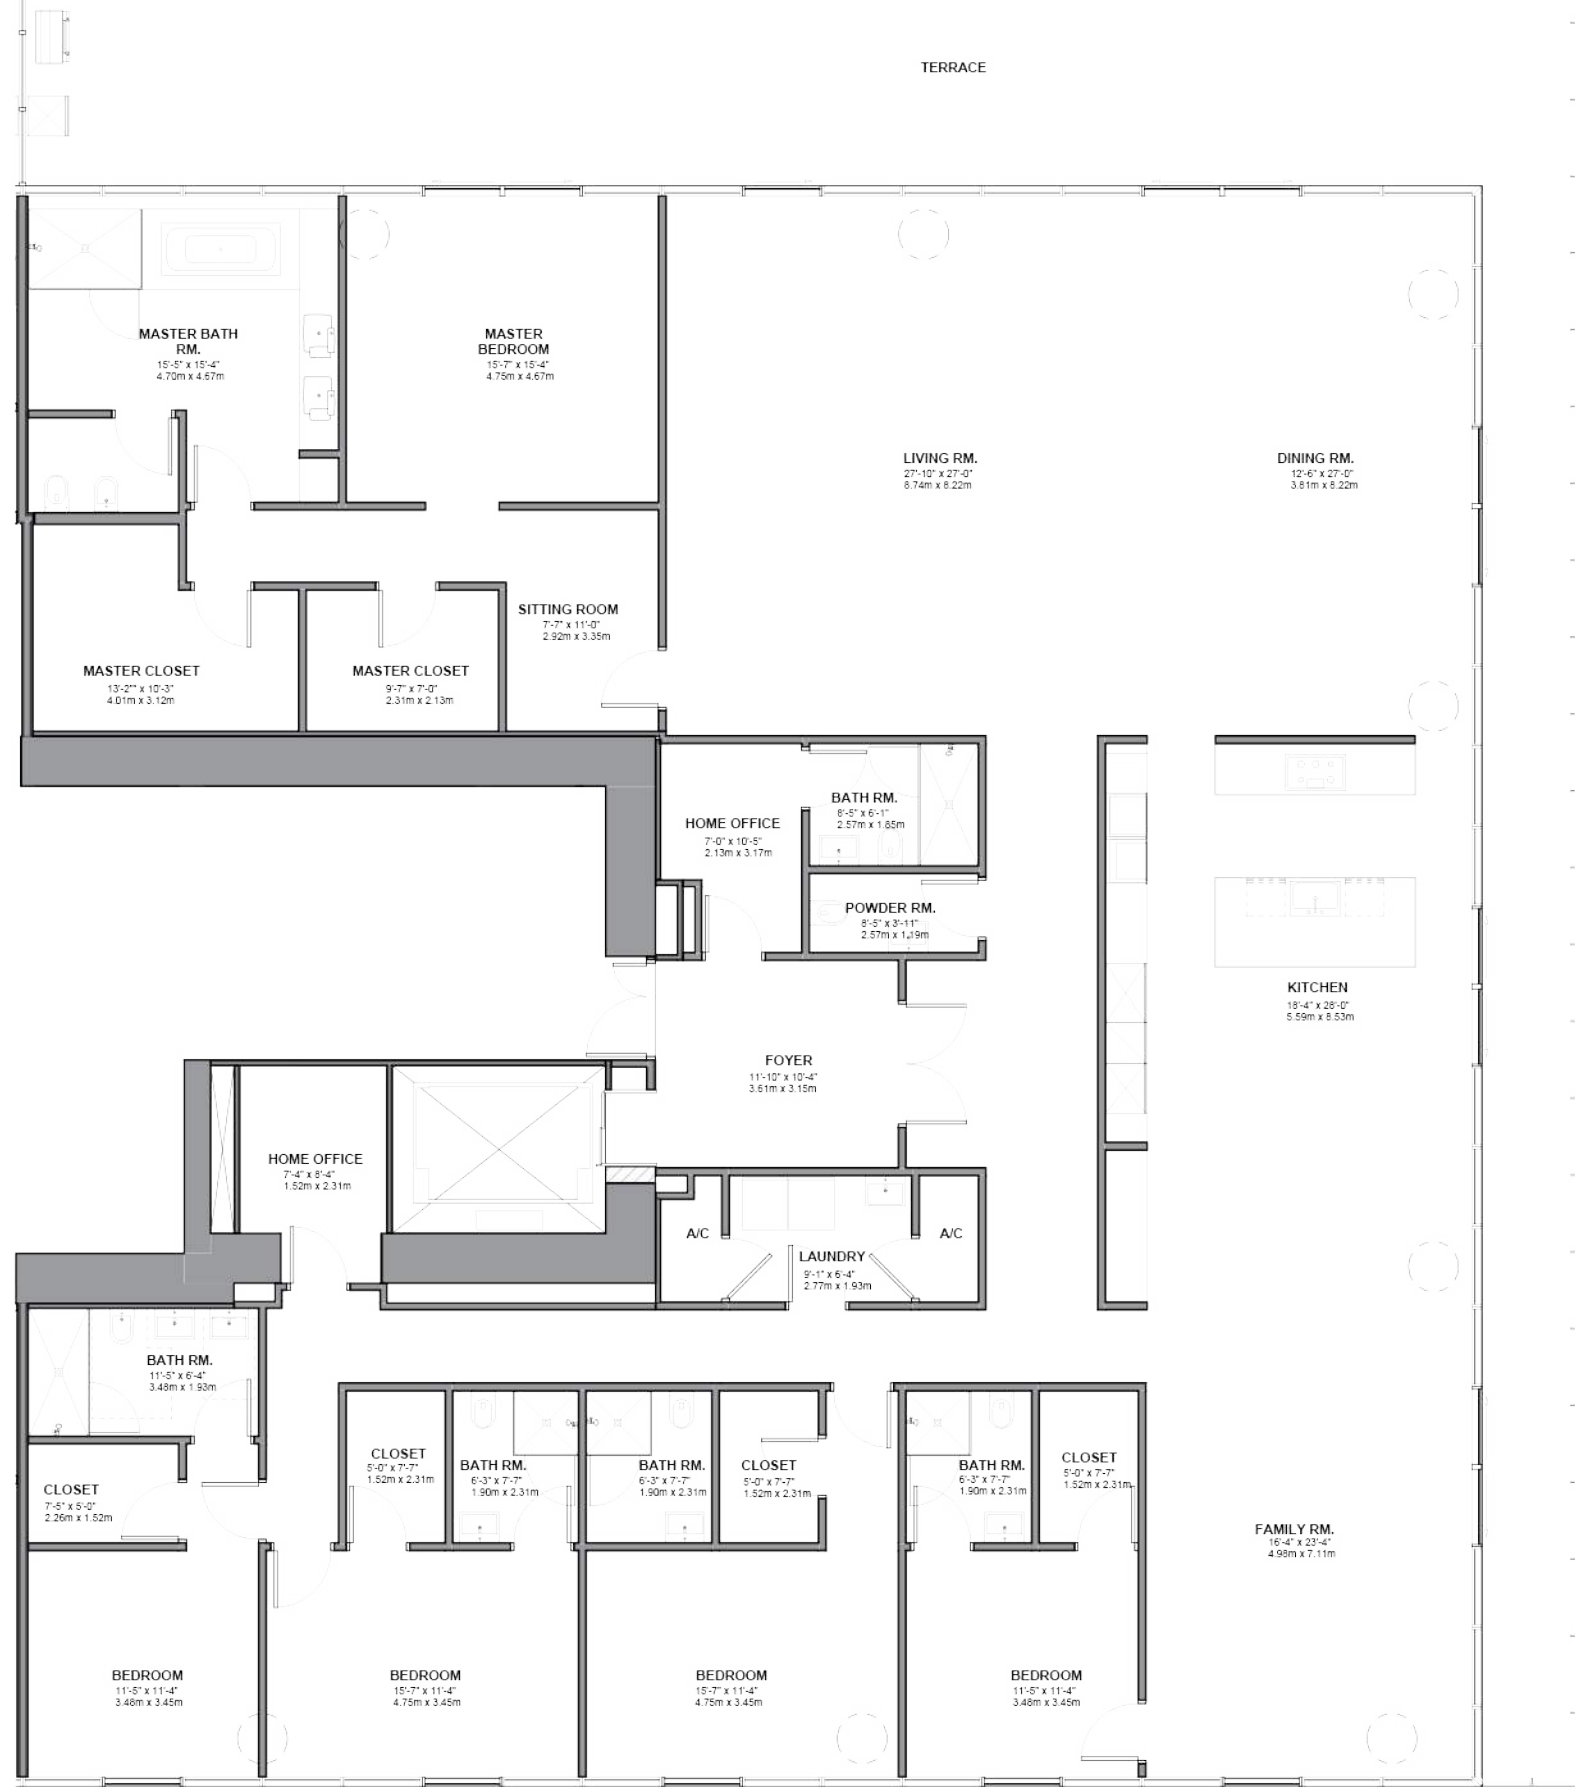 TERRACE
MASTER BATH
RM.
15'-5" x 15'-4"
4.70m x 4.67m
MASTER
BEDROOM
15'-7" x 15'-4"
4.75m x 4.67m
LIVING RM.
27'-10" x 27'-0"
8.74m x 8.22m
DINING RM.
12'-6" x 27'-0"
3.81m x 8.22m
SITTING ROOM
7'-7" x 11'-0"
2.92m x 3.35m
MASTER CLOSET
13'-2"" x 10'-3"
4.01m x 3.12m
MASTER CLOSET
9'-7" x 7'-0"
2.31m x 2.13m
HOME OFFICE
7'-0" x 10'-5"
2.13m x 3.17m
BATH RM.
8'-5" x 6'-1"
2.57m x 1.85m
POWDER RM.
8'-5" x 3'-11"
2.57m x 1.19m
KITCHEN
18'-4" x 28'-0"
5.59m x 8.53m
FOYER
11'-10" x 10'-4"
3.61m x 3.15m
HOME OFFICE
7'-4" x 8'-4"
1.52m x 2.31m
A/C
LAUNDRY
9'-1" x 6'-4"
2.77m x 1.93m
A/C
BATH RM.
11'-5" x 6'-4"
3.48m x 1.93m
CLOSET
7'-5" x 5'-0"
2.26m x 1.52m
CLOSET
5'-0" x 7'-7"
1.52m x 2.31m
BATH RM.
6'-3" x 7'-7"
1.90m x 2.31m
BATH RM.
6'-3" x 7'-7"
1.90m x 2.31m
CLOSET
5'-0" x 7'-7"
1.52m x 2.31m
BATH RM.
6'-3" x 7'-7"
1.90m x 2.31m
CLOSET
5'-0" x 7'-7"
1.52m x 2.31m
FAMILY RM.
16'-4" x 23'-4"
4.98m x 7.11m
BEDROOM
11'-5" x 11'-4"
3.48m x 3.45m
BEDROOM
15'-7" x 11'-4"
4.75m x 3.45m
BEDROOM
15'-7" x 11'-4"
4.75m x 3.45m
BEDROOM
11'-5" x 11'-4"
3.48m x 3.45m